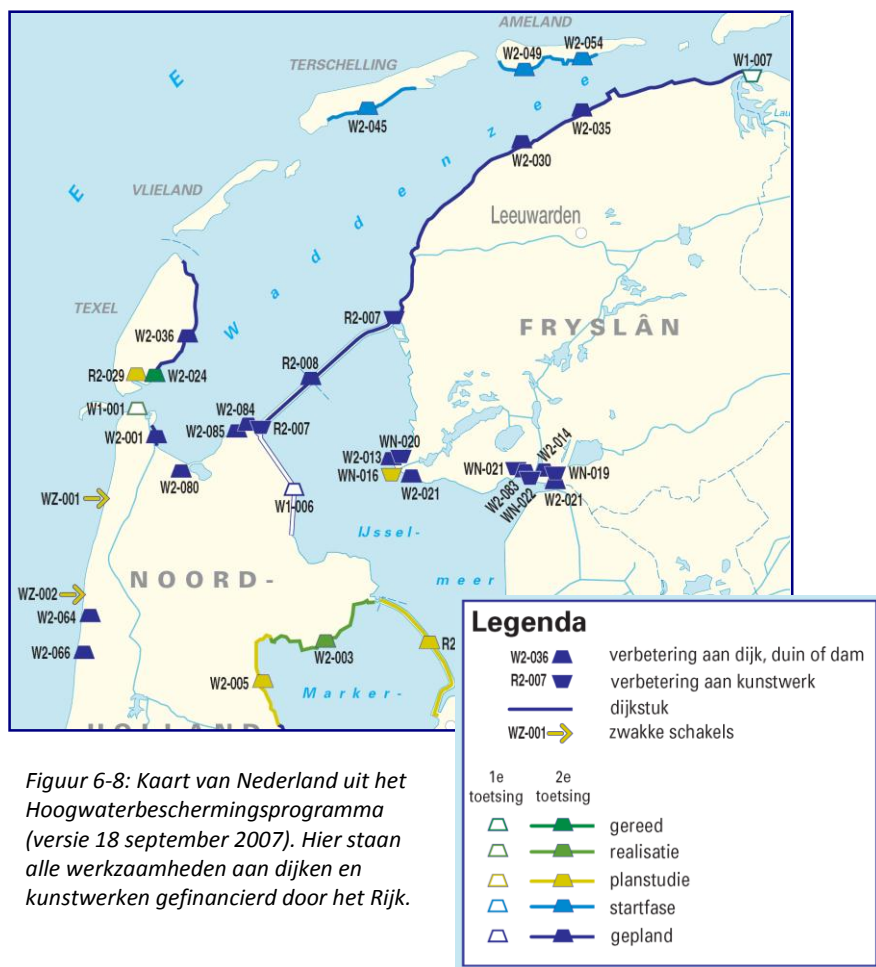 AMELAND
W2-049
W2-054
W1-007
TERSCHELLING
E
W2-045
W2-035
W2-030
Lau
E
VLIELAND
Leeuwarden
Waddenzee
TEXEL
R2-007
FRYSLÂN
W2-036
R2-008
R2-029
W2-024
W1-001
W2-084
W2-014
W2-001
W2-085
R2-007
WN-020
W2-013
WN-021
WN-019
WN-016
W2-080
W2-021
W2-083
WN-022
W2-021
WZ-001
W1-006
IJssel-
meer
NOORD-
WZ-002
W2-064
W2-003
R2
W2-066
W2-005
Marker-
HOLLAND
Legenda
W2-036 verbetering aan dijk, duin of dam
R2-007 verbetering aan kunstwerk
dijkstuk
WZ-001 zwakke schakels
1e 2e
toetsing toetsing
gereed
realisatie
planstudie
startfase
gepland
Figuur 6-8: Kaart van Nederland uit het
Hoogwaterbeschermingsprogramma
(versie 18 september 2007). Hier staan
alle werkzaamheden aan dijken en
kunstwerken gefinancierd door het Rijk.